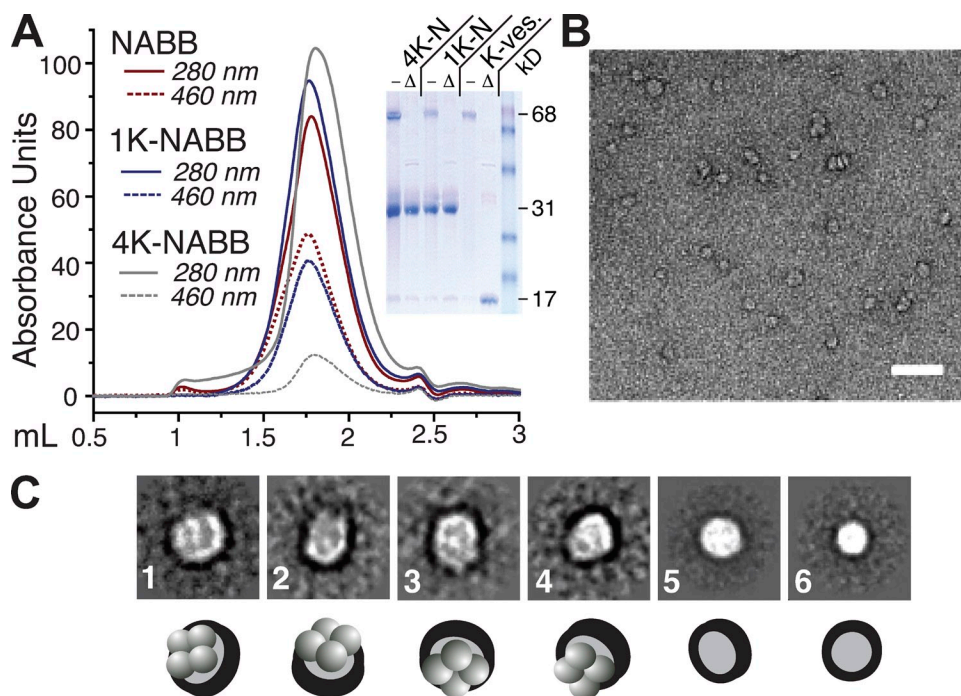 A
NABB
280 nm
460 nm
1K-NABB
280 nm
460 nm
4K-NABB
280 nm
460 nm
Absorbance Units
100
80
60
40
20
0
mL
0.5
1
1.5
2
2.5
3
4K-N
1K-N
K-ves.
kD
– Δ – Δ – Δ
68
31
17
B
C
1
2
3
4
5
6